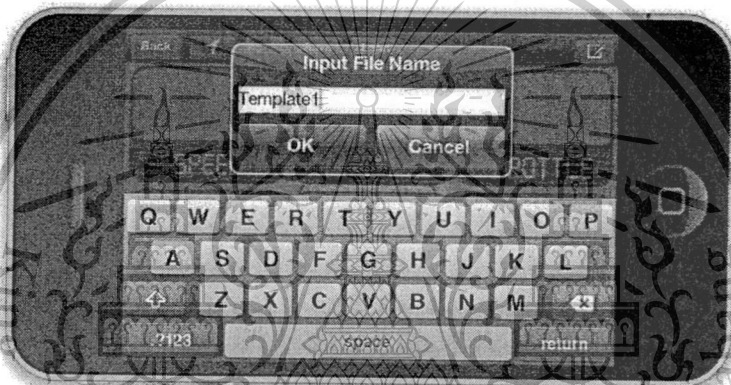 Back
Input File Name
Template1
OK Cancel
Q W E R T Y U I O P
A S D F G H J K L
Z X C V B N M
.?123 space return